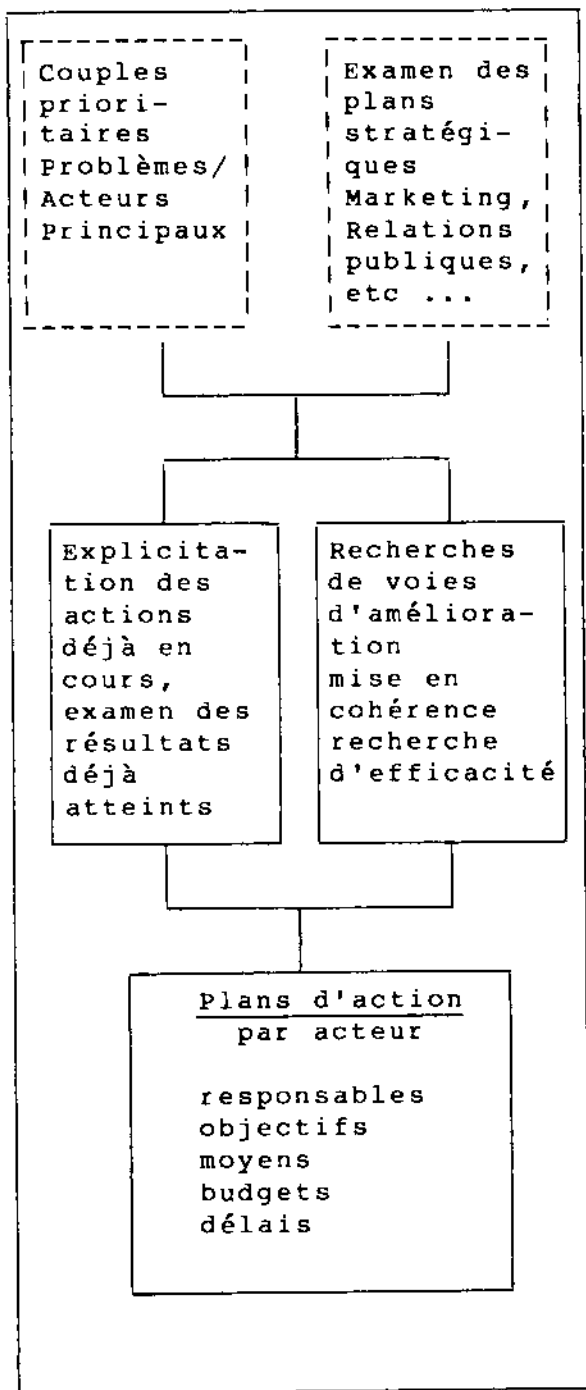 Couples
priori-
taires
Problèmes/
Acteurs
Principaux
Examen des
plans
stratégi-
ques
Marketing,
Relations
publiques,
etc ...
Explicita-
tion des
actions
déjà en
cours,
examen des
résultats
déjà
atteints
Recherches
de voies
d'améliora-
tion
mise en
cohérence
recherche
d'efficacité
Plans d'action
par acteur
responsables
objectifs
moyens
budgets
délais